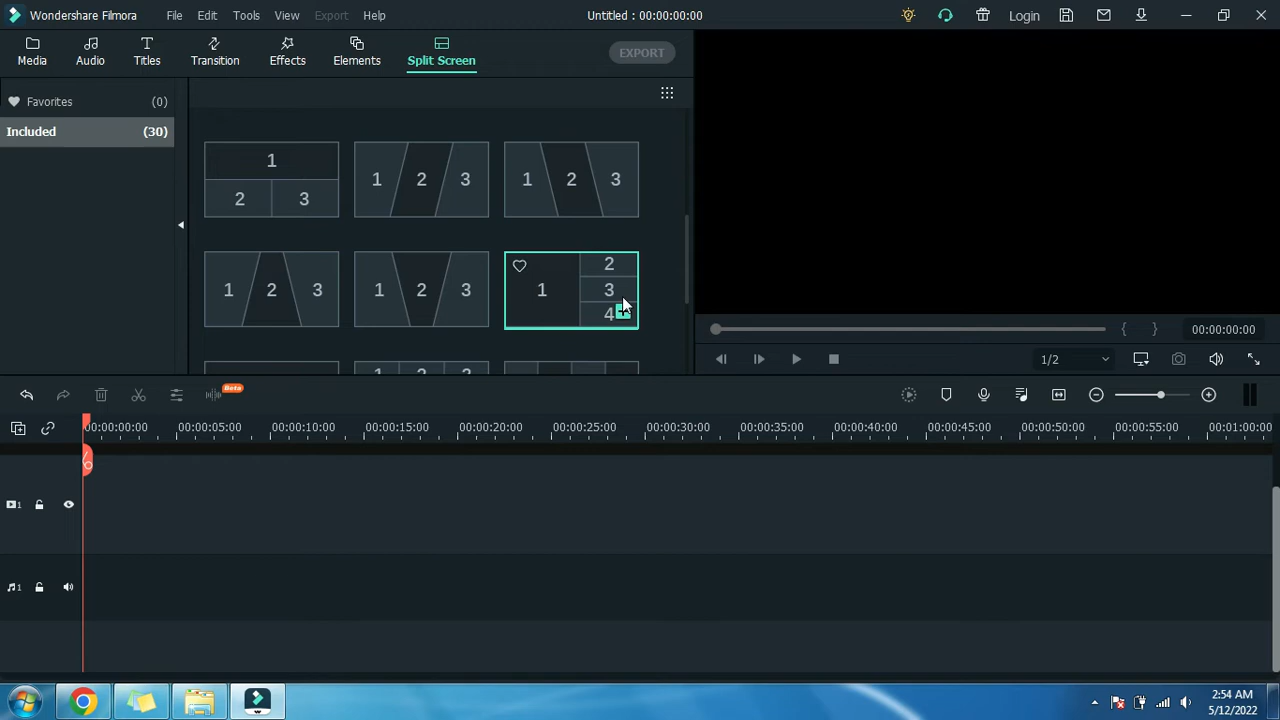 Wondershare Filmora File Edit Tools View Export Help Untitled : 00:00:00:00 Login
Media Audio Titles Transition Effects Elements Split Screen EXPORT
Favorites (0)
Included (30)
1 2 3
1 2 3
1 2 3
1 2 3
1 2 3
1 2 3 4
1 2 3
00:00:00:00
1/2
Beta
00:00:00:00 00:00:05:00 00:00:10:00 00:00:15:00 00:00:20:00 00:00:25:00 00:00:30:00 00:00:35:00 00:00:40:00 00:00:45:00 00:00:50:00 00:00:55:00 00:01:00:00
1
1
2:54 AM
5/12/2022